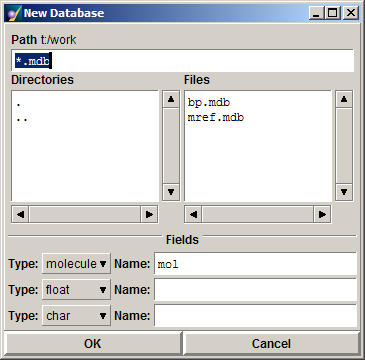 New Database
Path t:/work
*.mdb
Directories Files
. bp.mdb
.. mref.mdb
Fields
Type: molecule Name: mol
Type: float Name:
Type: char Name:
OK Cancel